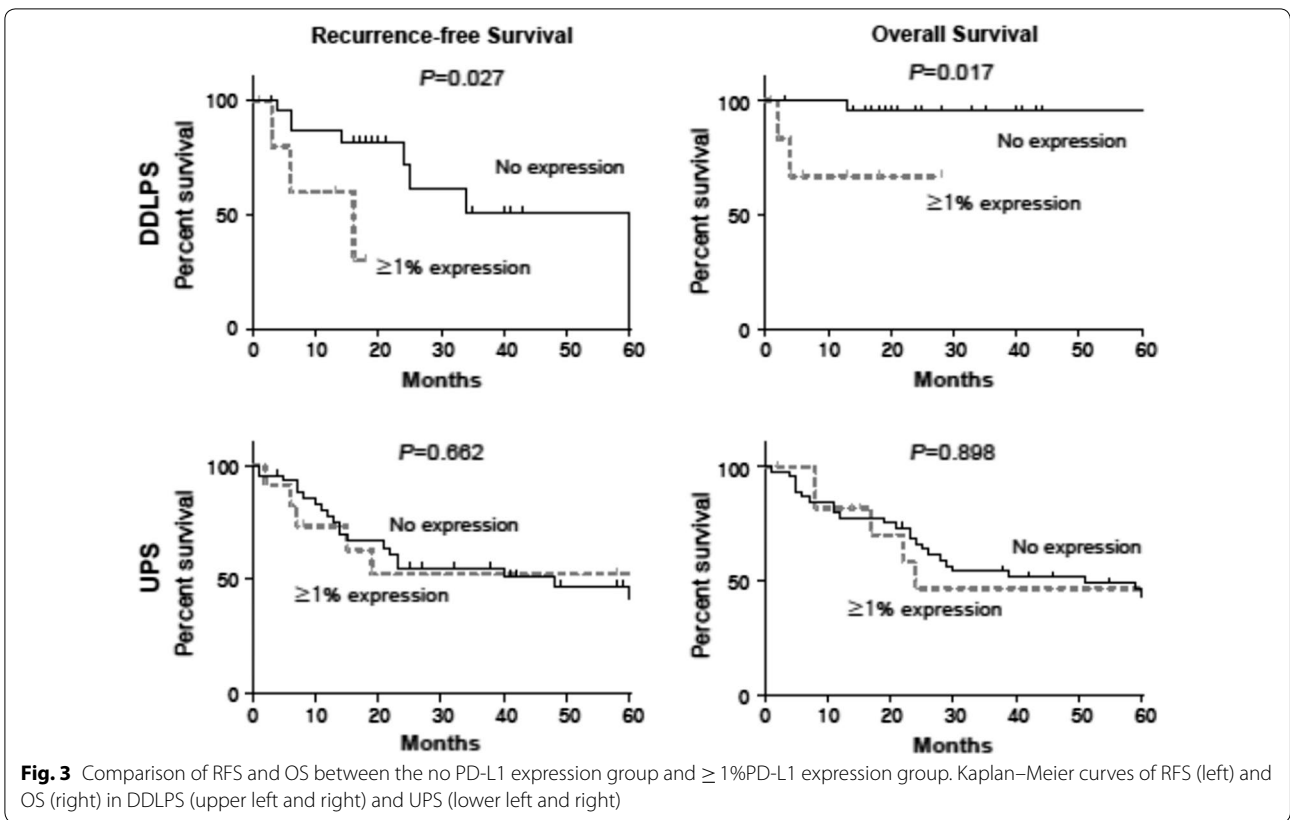 Recurrence-free Survival
Overall Survival
P=0.027
DDLPS
Percent survival
100
50
0
No expression
≥1% expression
0 10 20 30 40 50 60
Months
P=0.017
Percent survival
100
50
0
No expression
≥1% expression
0 10 20 30 40 50 60
Months
P=0.662
UPS
Percent survival
100
50
0
No expression
≥1% expression
0 10 20 30 40 50 60
Months
P=0.898
Percent survival
100
50
0
No expression
≥1% expression
0 10 20 30 40 50 60
Months
Fig. 3 Comparison of RFS and OS between the no PD-L1 expression group and ≥ 1%PD-L1 expression group. Kaplan–Meier curves of RFS (left) and
OS (right) in DDLPS (upper left and right) and UPS (lower left and right)